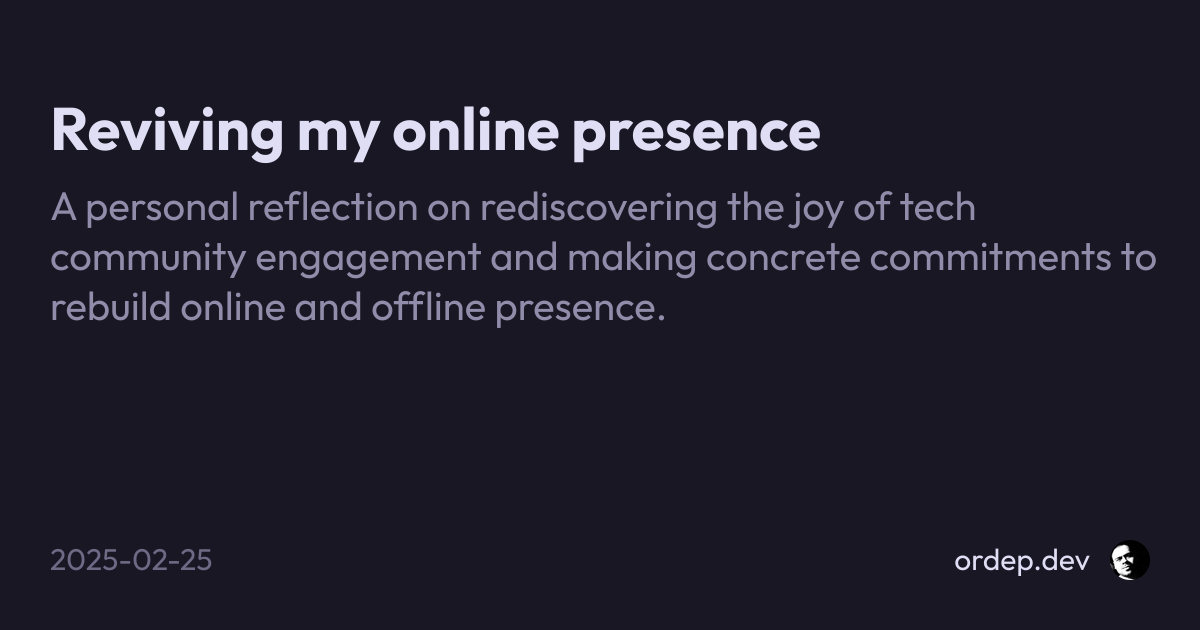 Reviving my online presence
A personal reflection on rediscovering the joy of tech
community engagement and making concrete commitments to
rebuild online and offline presence.
2025-02-25
ordep.dev